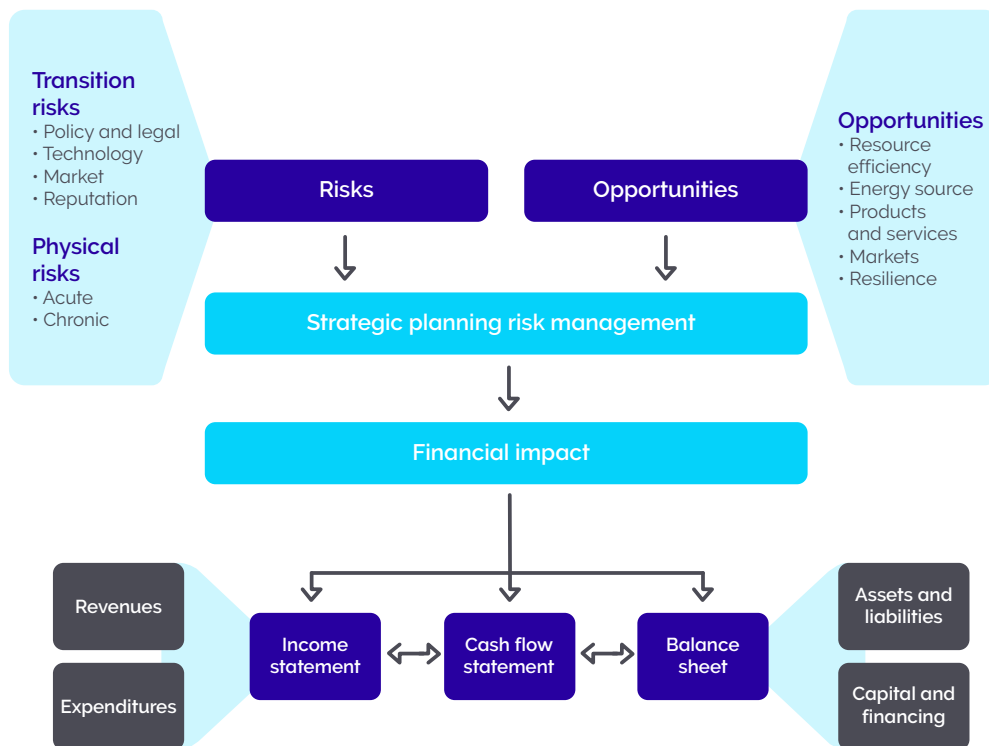 Transition
risks
· Policy and legal
· Technology
· Market
· Reputation
Physical
risks
· Acute
· Chronic
Risks
Opportunities
Opportunities
· Resource
efficiency
· Energy source
· Products
and services
· Markets
· Resilience
Strategic planning risk management
Financial impact
Revenues
Expenditures
Income
statement
Cash flow
statement
Balance
sheet
Assets and
liabilities
Capital and
financing